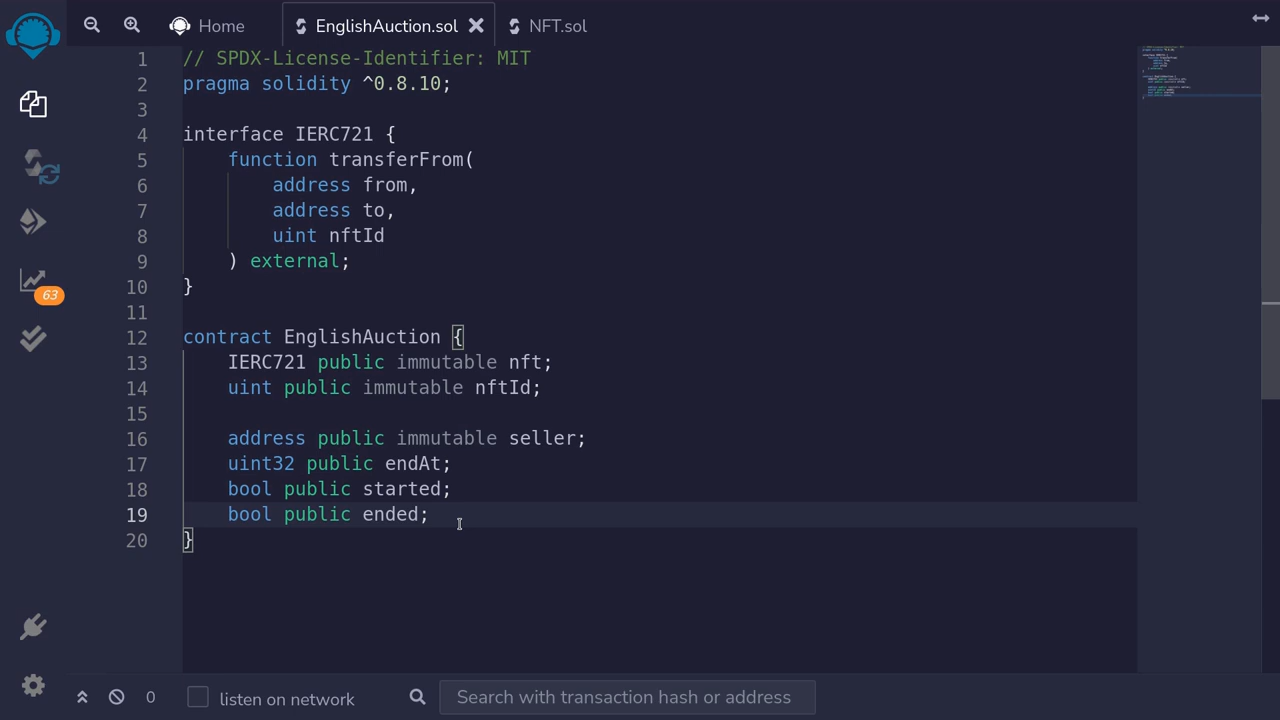 Home
EnglishAuction.sol
NFT.sol
1 // SPDX-License-Identifier: MIT
2 pragma solidity ^0.8.10;
3
4 interface IERC721 {
5     function transferFrom(
6         address from,
7         address to,
8         uint nftId
9     ) external;
10 }
11
12 contract EnglishAuction {
13     IERC721 public immutable nft;
14     uint public immutable nftId;
15
16     address public immutable seller;
17     uint32 public endAt;
18     bool public started;
19     bool public ended;
20 }
63
0
listen on network
Search with transaction hash or address